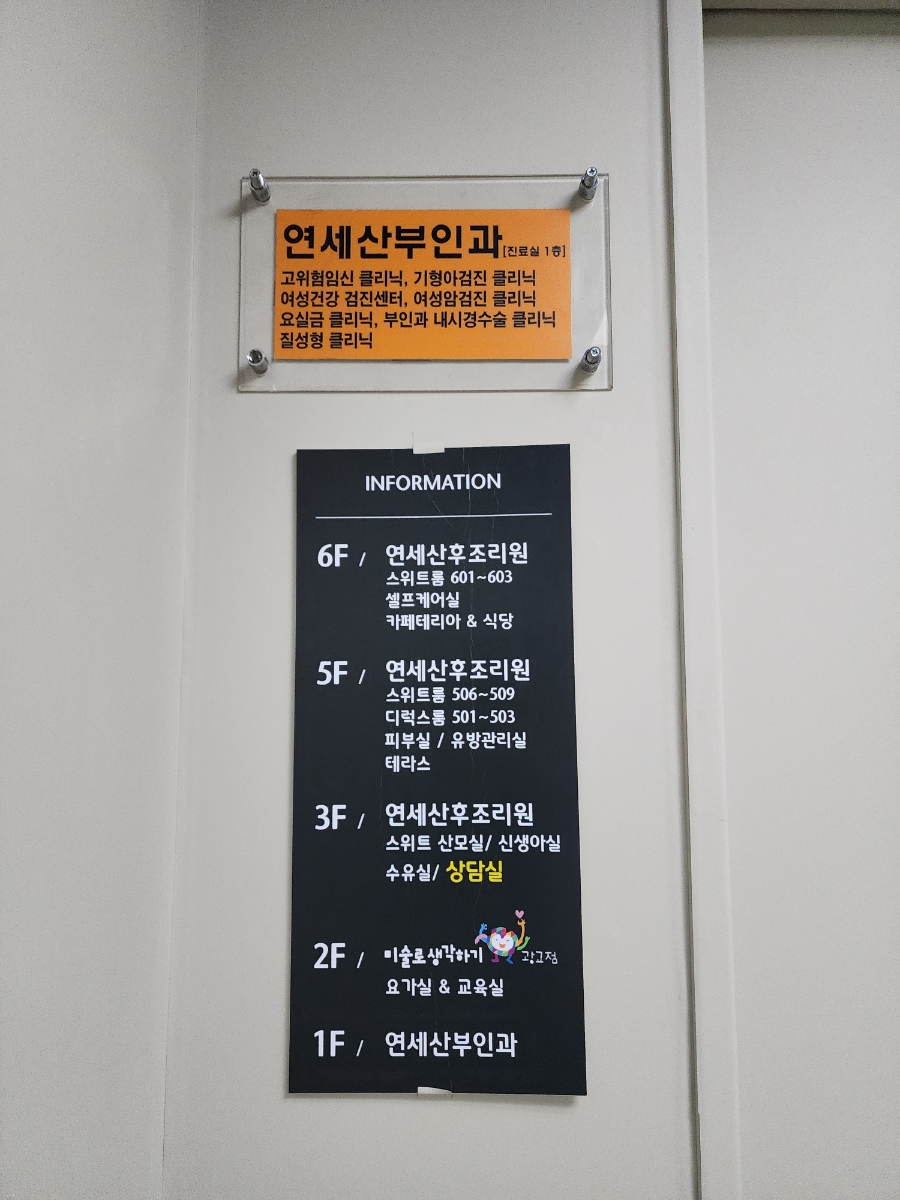 연세산부인과[진료실 1층]
고위험임신 클리닉, 기형아검진 클리닉
여성건강 검진센터, 여성암검진 클리닉
요실금 클리닉, 부인과 내시경수술 클리닉
질성형 클리닉
INFORMATION
6F / 연세산후조리원
스위트룸 601~603
셀프케어실
카페테리아 & 식당
5F / 연세산후조리원
스위트룸 506~509
디럭스룸 501~503
피부실 / 유방관리실
테라스
3F / 연세산후조리원
스위트 산모실/ 신생아실
수유실/ 상담실
2F / 미술로생각하기 광교점
요가실 & 교육실
1F / 연세산부인과